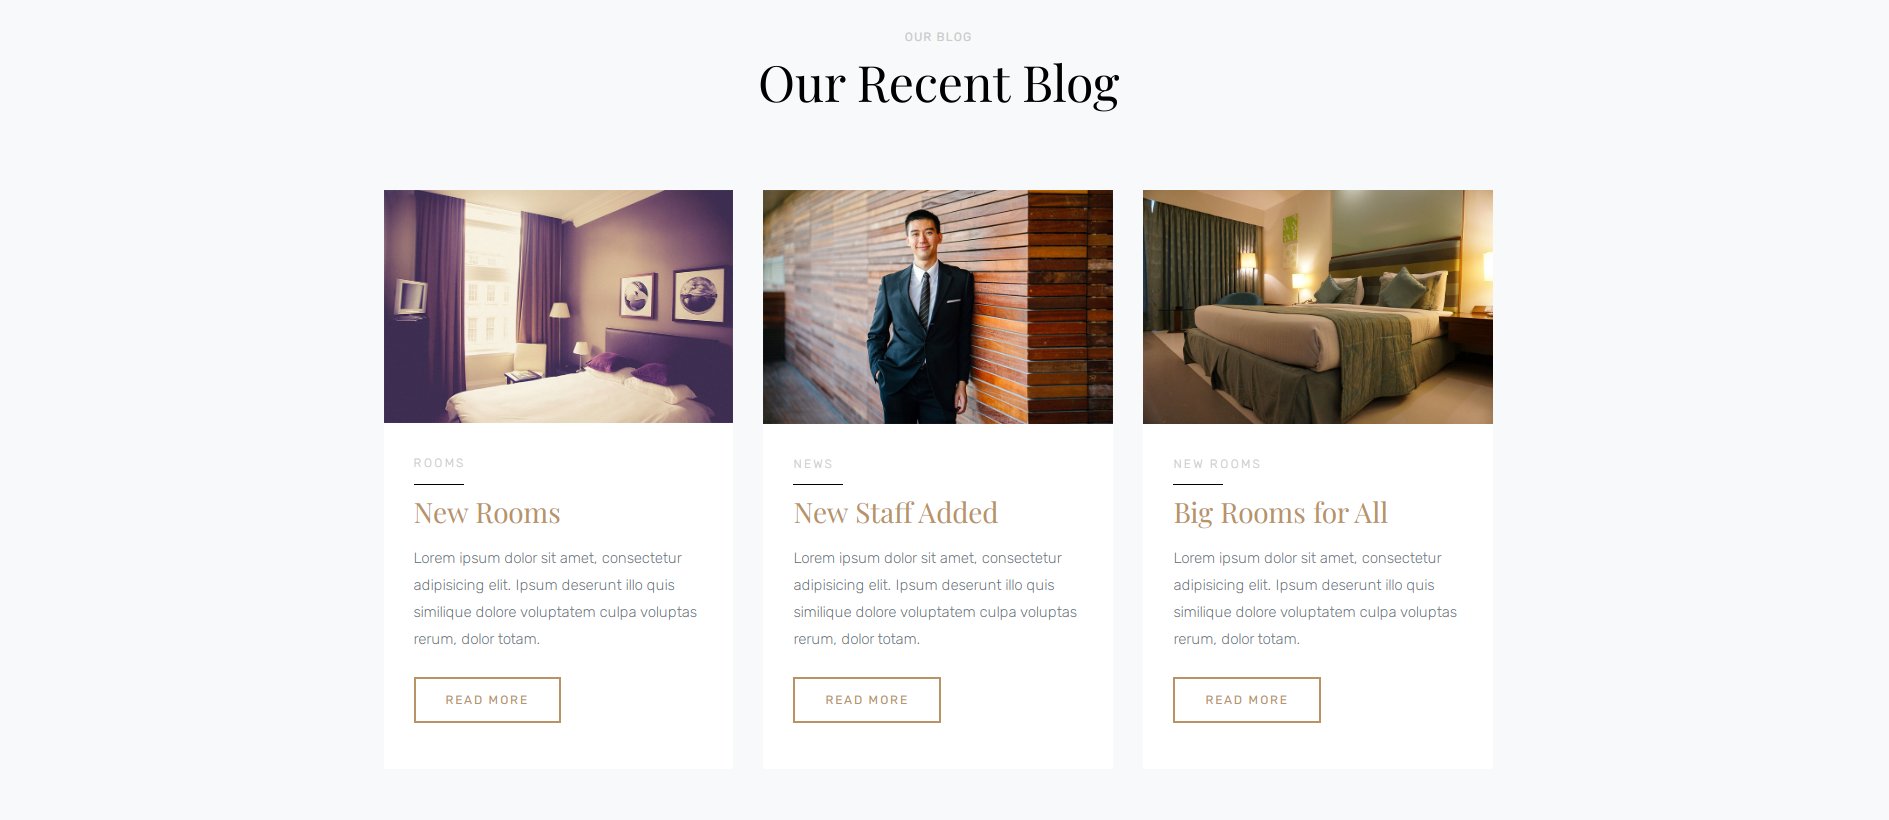 OUR BLOG
Our Recent Blog
ROOMS
New Rooms
Lorem ipsum dolor sit amet, consectetur
adipisicing elit. Ipsum deserunt illo quis
similique dolore voluptatem culpa voluptas
rerum, dolor totam.
READ MORE
NEWS
New Staff Added
Lorem ipsum dolor sit amet, consectetur
adipisicing elit. Ipsum deserunt illo quis
similique dolore voluptatem culpa voluptas
rerum, dolor totam.
READ MORE
NEW ROOMS
Big Rooms for All
Lorem ipsum dolor sit amet, consectetur
adipisicing elit. Ipsum deserunt illo quis
similique dolore voluptatem culpa voluptas
rerum, dolor totam.
READ MORE